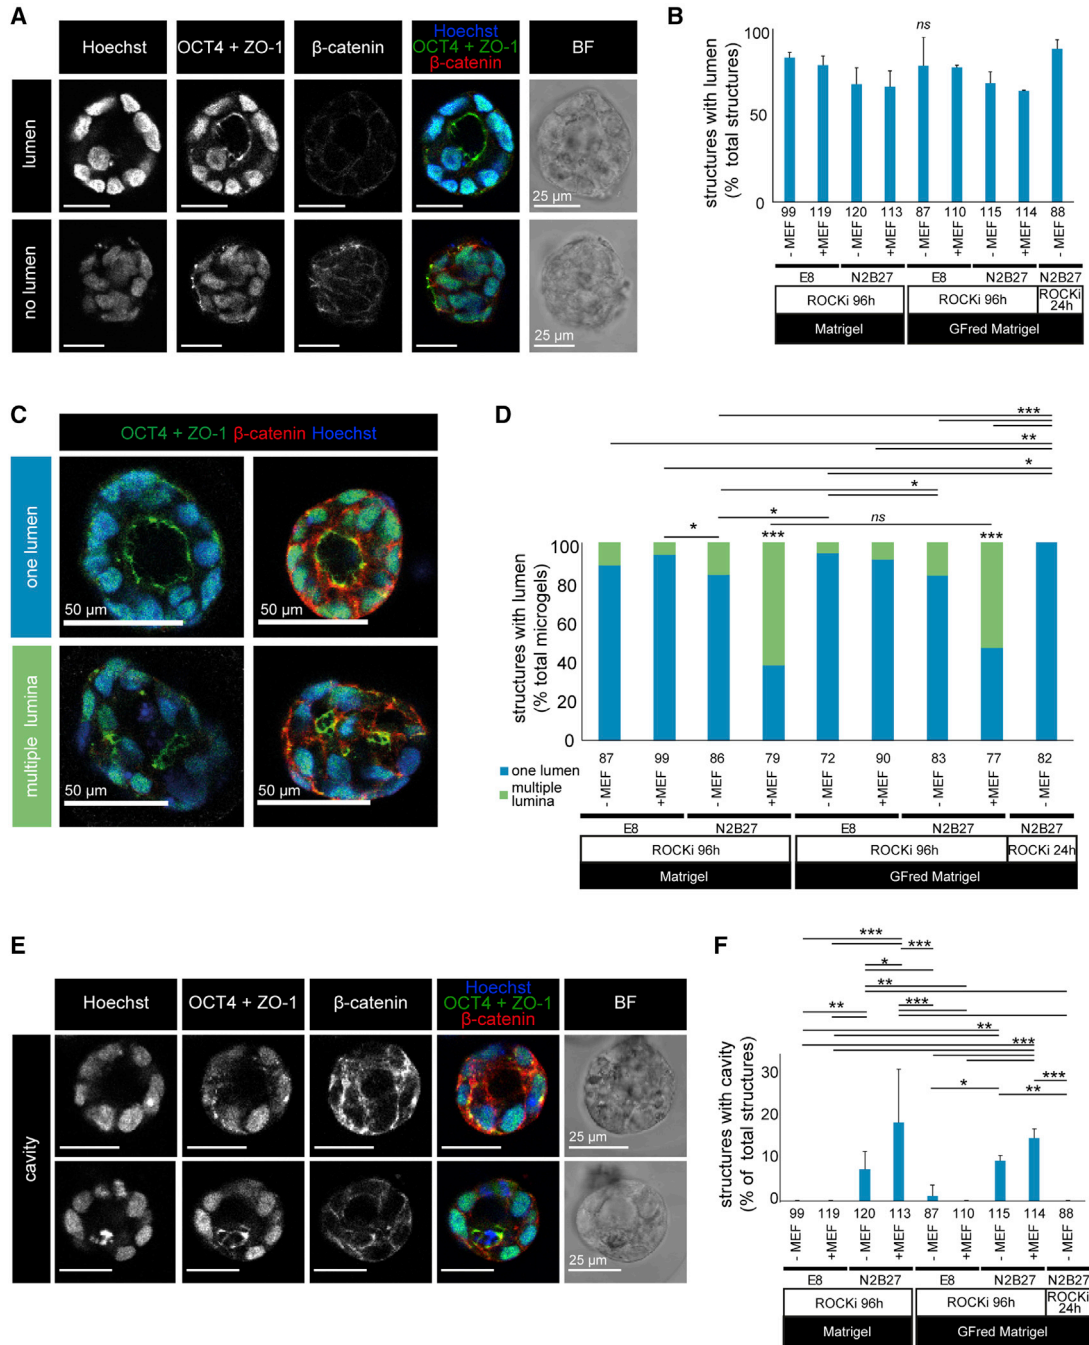 A
Hoechst
OCT4 + ZO-1
β-catenin
Hoechst
OCT4 + ZO-1
β-catenin
BF
lumen
25 µm
no lumen
25 µm
B
structures with lumen
(% total structures)
100
50
0
ns
99 119 120 113 87 110 115 114 88
- MEF +MEF - MEF +MEF - MEF +MEF - MEF +MEF - MEF
E8 N2B27 E8 N2B27 N2B27
ROCKi 96h ROCKi 96h ROCKi 24h
Matrigel GFred Matrigel
C
OCT4 + ZO-1 β-catenin Hoechst
one lumen
50 µm 50 µm
multiple lumina
50 µm 50 µm
D
***
**
*
*
* ns
* *** ***
structures with lumen
(% total microgels)
100
80
60
40
20
0
87 99 86 79 72 90 83 77 82
one lumen
multiple
lumina
- MEF +MEF - MEF +MEF - MEF +MEF - MEF +MEF - MEF
E8 N2B27 E8 N2B27 N2B27
ROCKi 96h ROCKi 96h ROCKi 24h
Matrigel GFred Matrigel
E
Hoechst
OCT4 + ZO-1
β-catenin
Hoechst
OCT4 + ZO-1
β-catenin
BF
cavity
25 µm
25 µm
F
***
***
*
**
** ***
**
***
***
* **
structures with cavity
(% of total structures)
30
20
10
0
99 119 120 113 87 110 115 114 88
- MEF +MEF - MEF +MEF - MEF +MEF - MEF +MEF - MEF
E8 N2B27 E8 N2B27 N2B27
ROCKi 96h ROCKi 96h ROCKi 24h
Matrigel GFred Matrigel